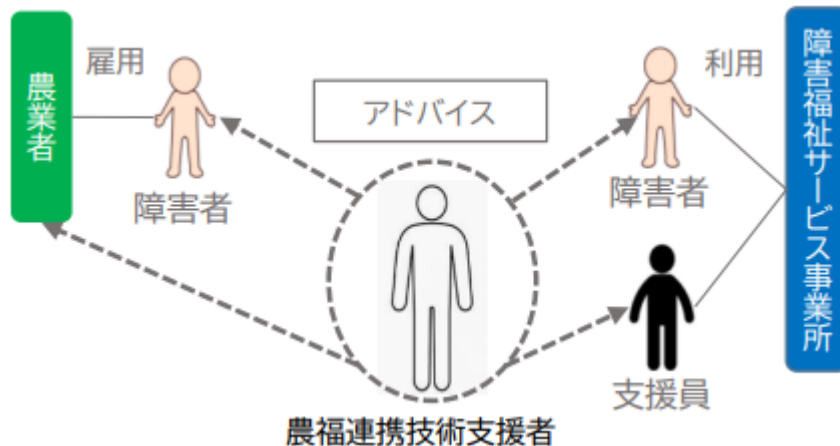 農業者
雇用
障害者
アドバイス
農福連携技術支援者
利用
障害者
支援員
障害福祉サービス事業所